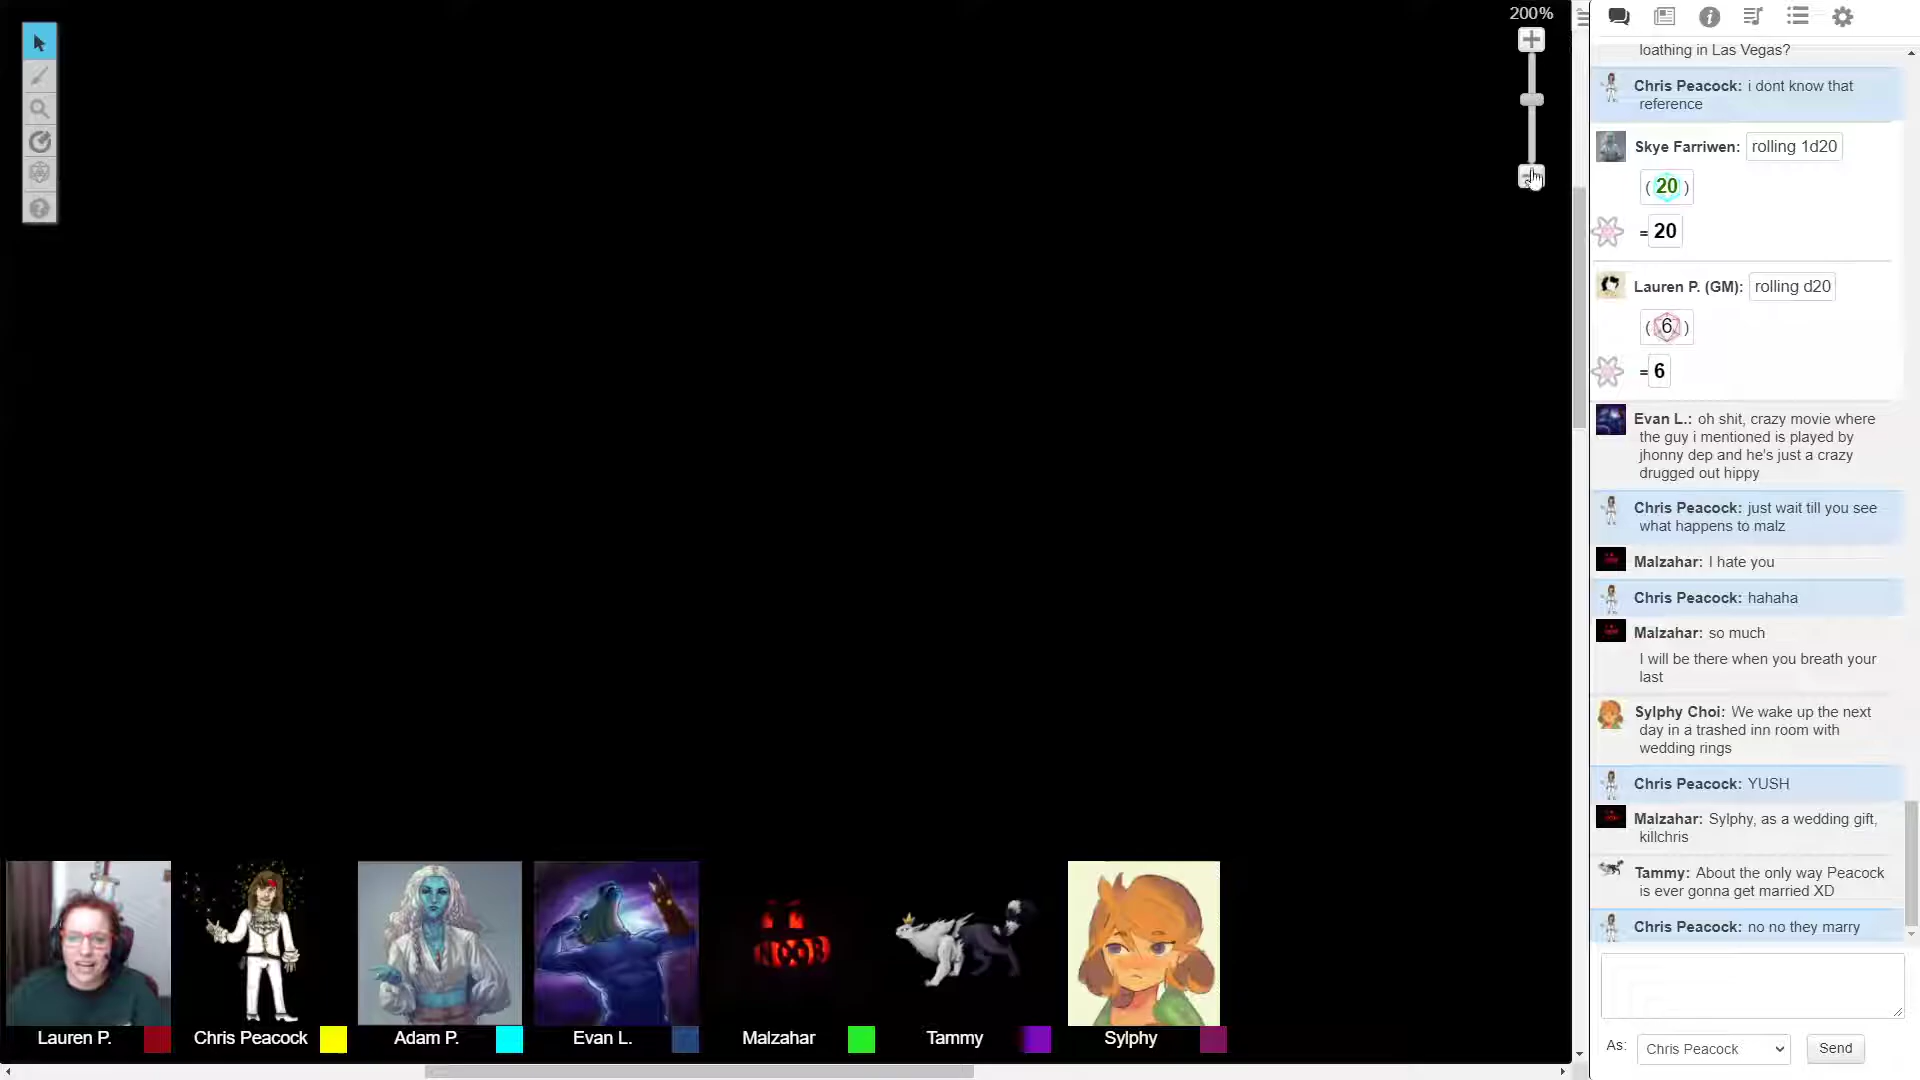 200%
loathing in Las Vegas?
Chris Peacock: i dont know that
reference
Skye Farriwen: rolling 1d20
( 20 )
= 20
Lauren P. (GM): rolling d20
( 6 )
= 6
Evan L.: oh shit, crazy movie where
the guy i mentioned is played by
jhonny dep and he's just a crazy
drugged out hippy
Chris Peacock: just wait till you see
what happens to malz
Malzahar: I hate you
Chris Peacock: hahaha
Malzahar: so much
I will be there when you breath your
last
Sylphy Choi: We wake up the next
day in a trashed inn room with
wedding rings
Chris Peacock: YUSH
Malzahar: Sylphy, as a wedding gift,
killchris
Tammy: About the only way Peacock
is ever gonna get married XD
Chris Peacock: no no they marry
NOOB
Lauren P.
Chris Peacock
Adam P.
Evan L.
Malzahar
Tammy
Sylphy
As: Chris Peacock Send